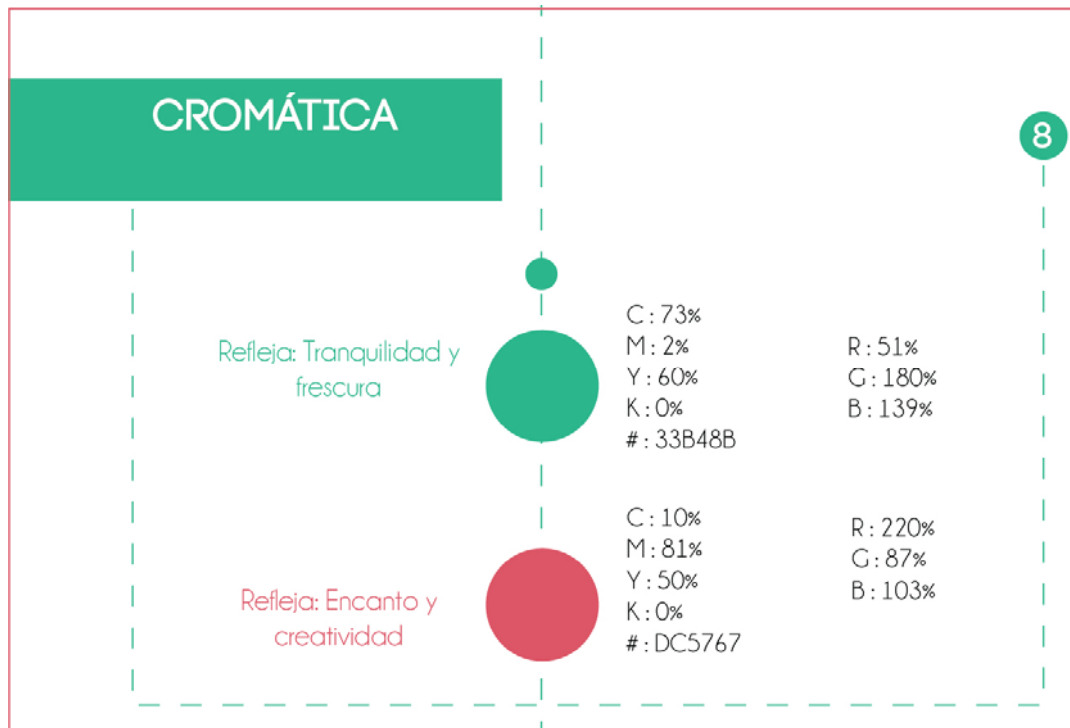 CROMÁTICA
8
Refleja: Tranquilidad y
frescura
C : 73%
M : 2%
Y : 60%
K : 0%
# : 33B48B
R : 51%
G : 180%
B : 139%
Refleja: Encanto y
creatividad
C : 10%
M : 81%
Y : 50%
K : 0%
# : DC5767
R : 220%
G : 87%
B : 103%